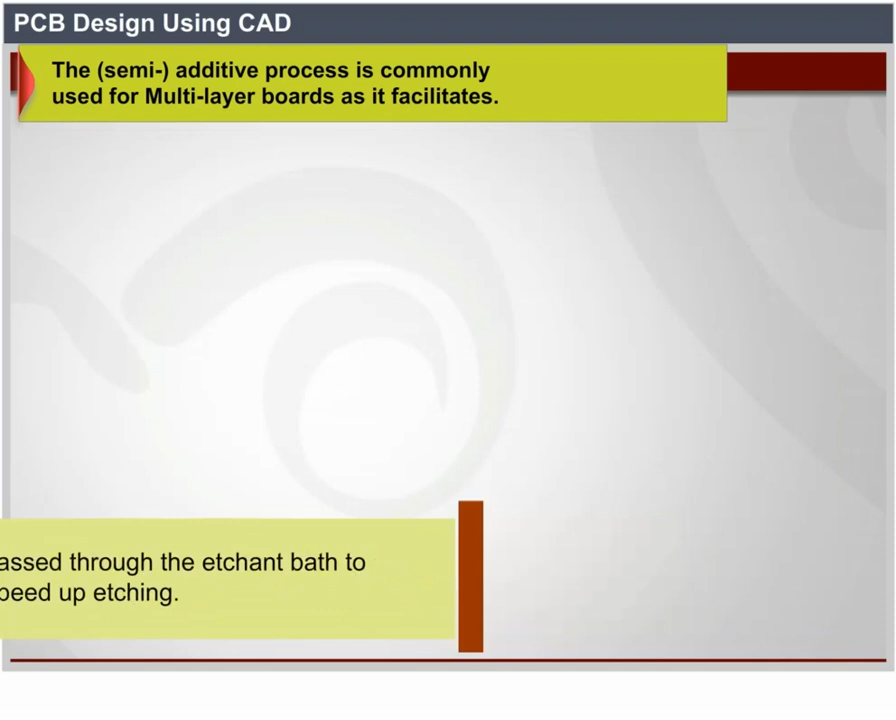 PCB Design Using CAD
The (semi-) additive process is commonly
used for Multi-layer boards as it facilitates.
assed through the etchant bath to
peed up etching.